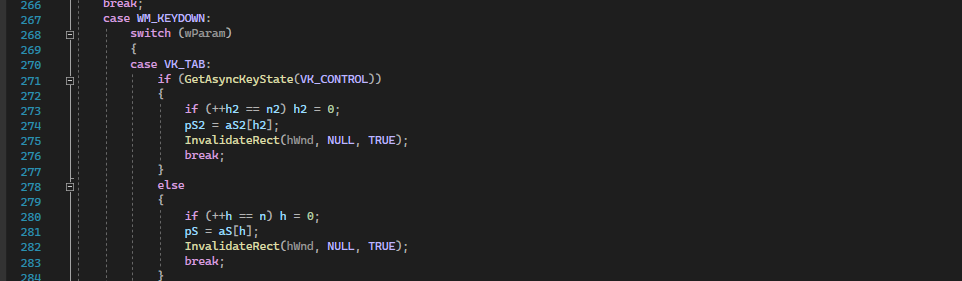 266 break;
267 case WM_KEYDOWN:
268 switch (wParam)
269 {
270 case VK_TAB:
271 if (GetAsyncKeyState(VK_CONTROL))
272 {
273 if (++h2 == n2) h2 = 0;
274 pS2 = aS2[h2];
275 InvalidateRect(hWnd, NULL, TRUE);
276 break;
277 }
278 else
279 {
280 if (++h == n) h = 0;
281 pS = aS[h];
282 InvalidateRect(hWnd, NULL, TRUE);
283 break;
284 }